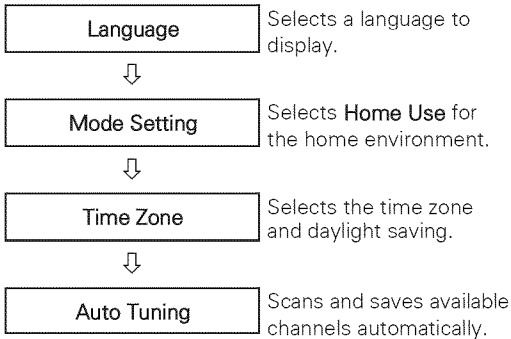 Language
Selects a language to
display.
Mode Setting
Selects Home Use for
the home environment.
Time Zone
Selects the time zone
and daylight saving.
Auto Tuning
Scans and saves available
channels automatically.